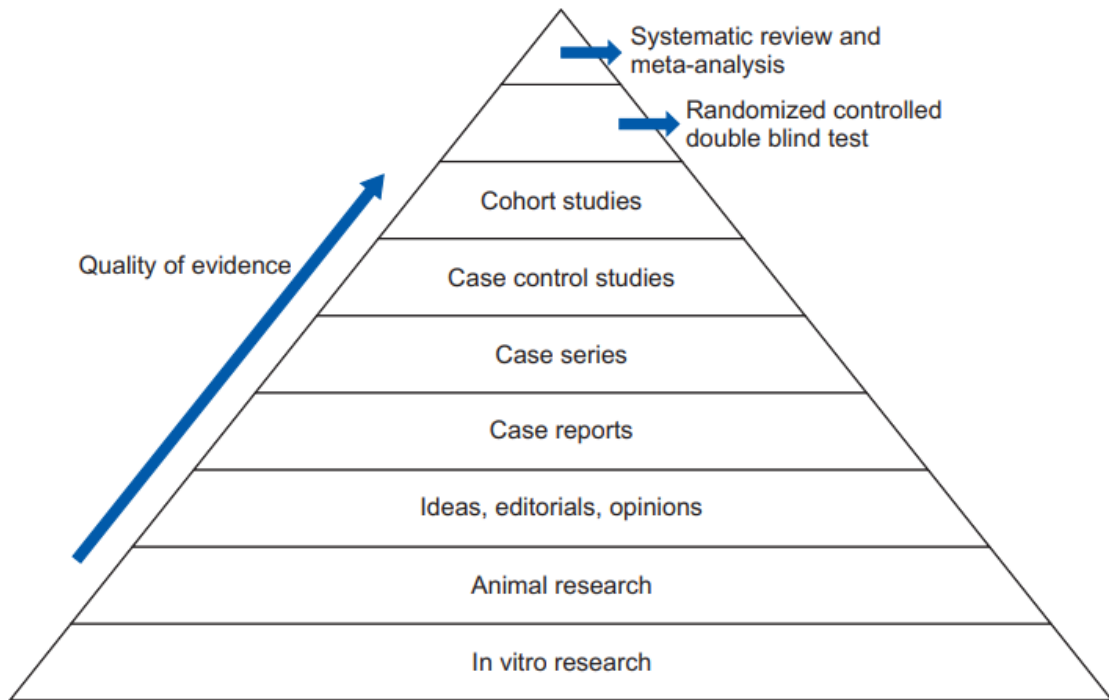 Systematic review and
meta-analysis
Randomized controlled
double blind test
Cohort studies
Quality of evidence
Case control studies
Case series
Case reports
Ideas, editorials, opinions
Animal research
In vitro research